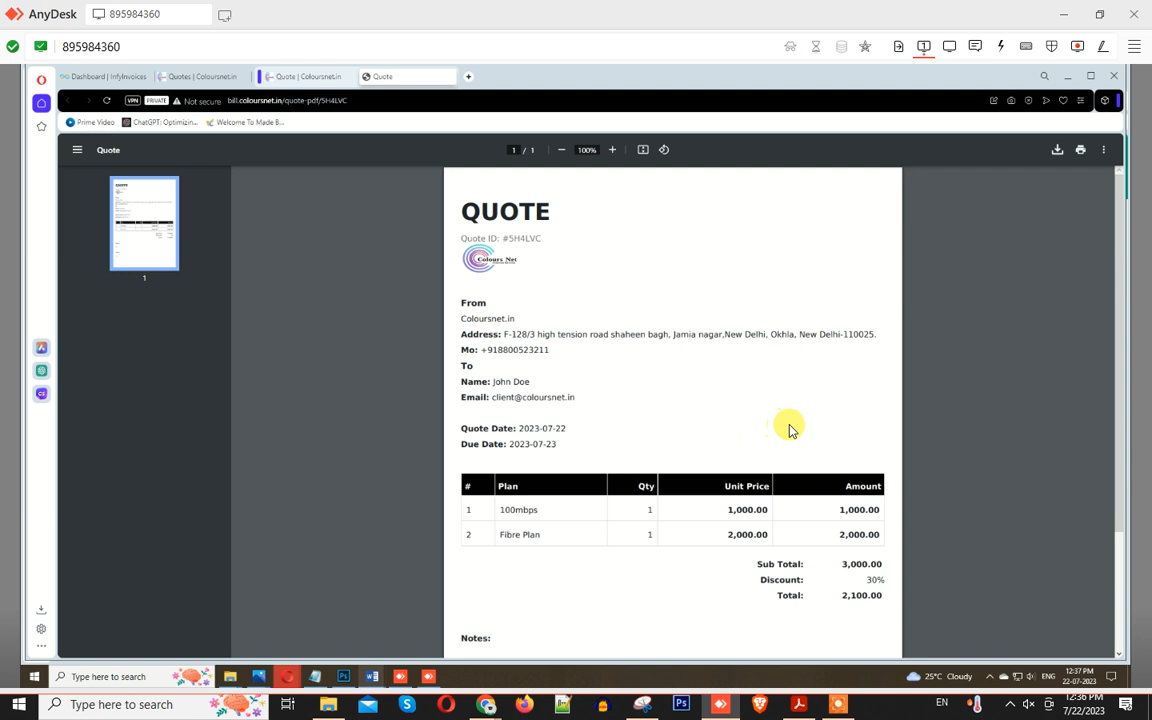 AnyDesk 895984360
895984360
Dashboard | InfyInvoices Quotes | Coloursnet.in Quote | Coloursnet.in Quote
VPN PRIVATE Not secure bill.coloursnet.in/quote-pdf/5H4LVC
Prime Video ChatGPT: Optimizin... Welcome To Made B...
Quote 1 / 1 100%
QUOTE
Quote ID: #5H4LVC
Colours Net
From
Coloursnet.in
Address: F-128/3 high tension road shaheen bagh, Jamia nagar,New Delhi, Okhla, New Delhi-110025.
Mo: +918800523211
To
Name: John Doe
Email: client@coloursnet.in
Quote Date: 2023-07-22
Due Date: 2023-07-23
# Plan Qty Unit Price Amount
1 100mbps 1 1,000.00 1,000.00
2 Fibre Plan 1 2,000.00 2,000.00
Sub Total: 3,000.00
Discount: 30%
Total: 2,100.00
Notes:
1
Type here to search 25°C Cloudy ENG 12:37 PM
22-07-2023
Type here to search EN 12:36 PM
7/22/2023